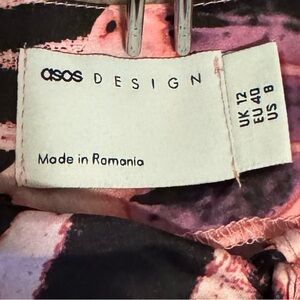 asos DESIGN
Made in Romania
UK 12
EU 40
US 8